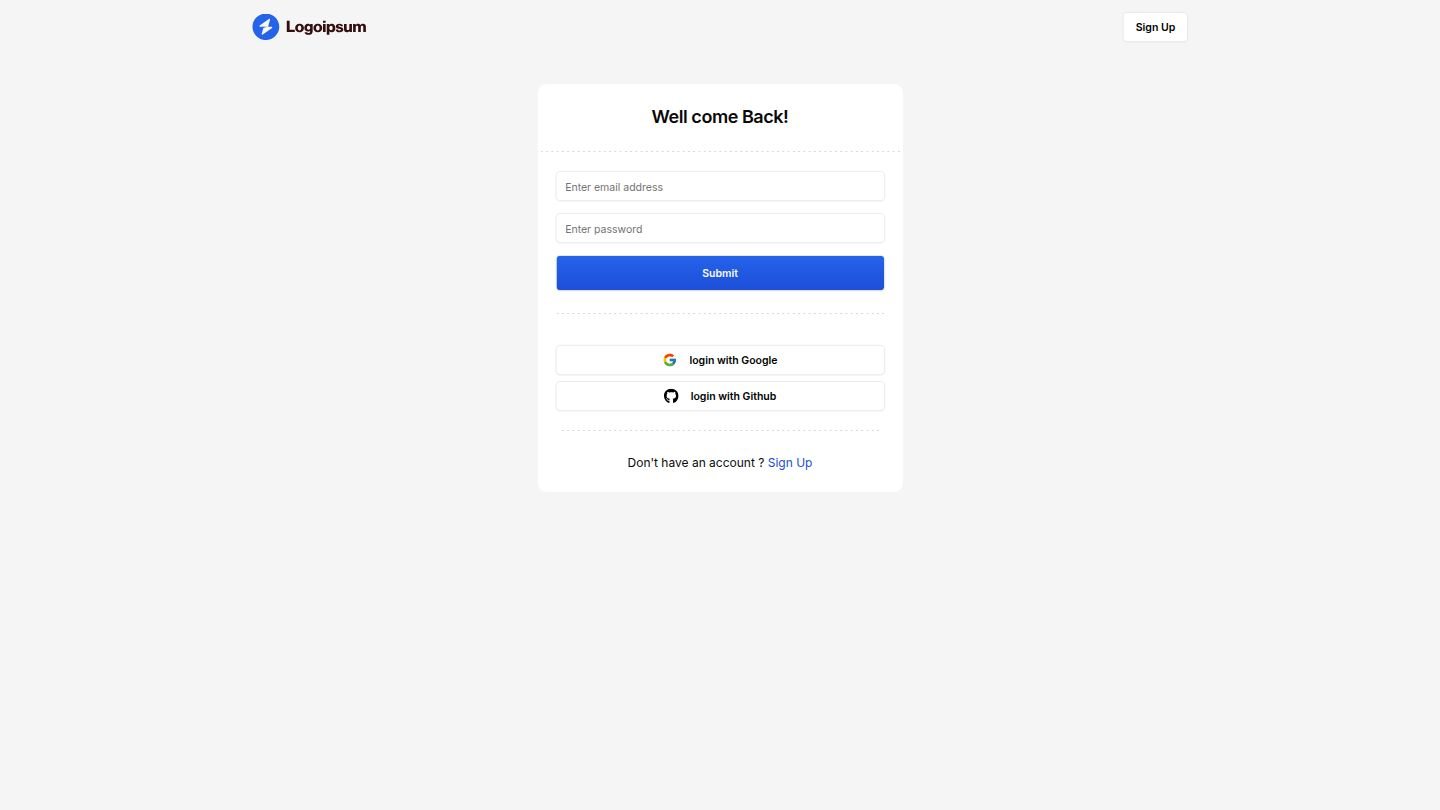 Logoipsum
Sign Up
Well come Back!
Enter email address
Enter password
Submit
login with Google
login with Github
Don't have an account ? Sign Up